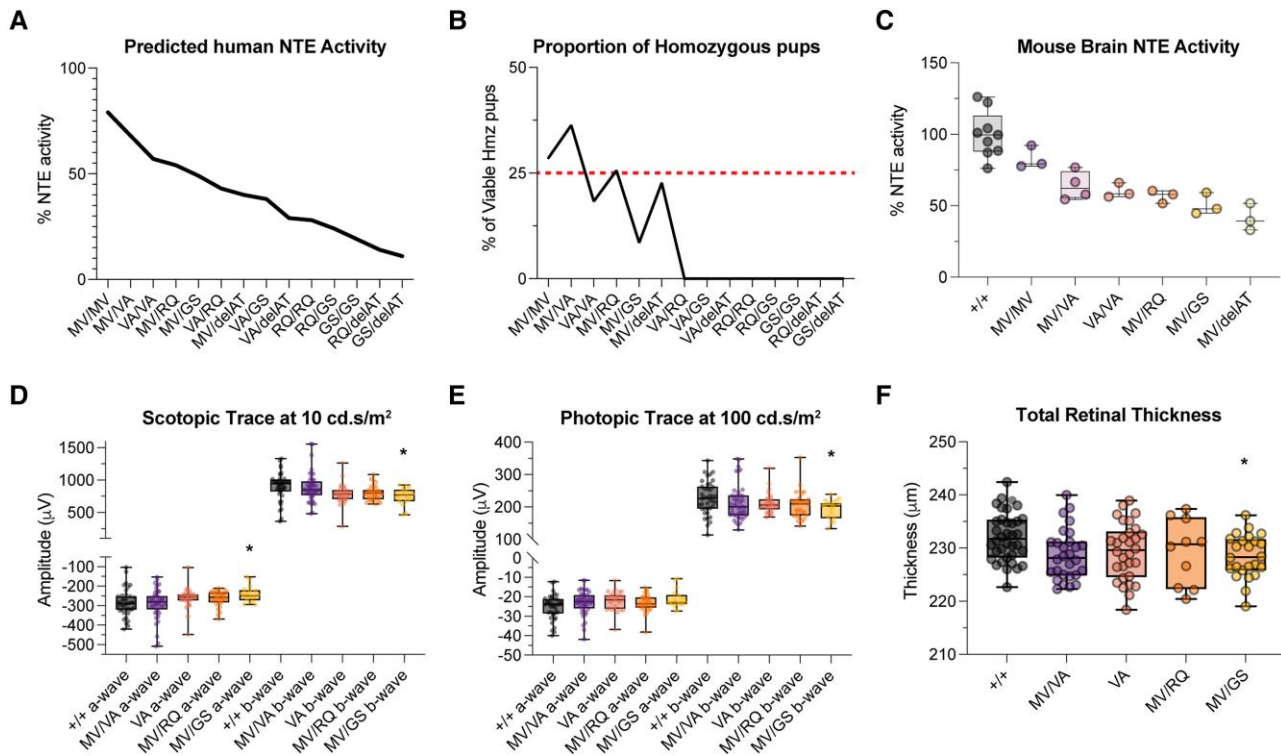 A
Predicted human NTE Activity
% NTE activity
100
50
0
MV/MV
MV/VA
VA/VA
MV/RQ
MV/GS
VA/RQ
MV/delAT
VA/GS
VA/delAT
RQ/RQ
RQ/GS
GS/GS
RQ/delAT
GS/delAT
B
Proportion of Homozygous pups
% of Viable Hmz pups
50
25
0
MV/MV
MV/VA
VA/VA
MV/RQ
MV/GS
MV/delAT
VA/RQ
VA/GS
VA/delAT
RQ/RQ
RQ/GS
GS/GS
RQ/delAT
GS/delAT
C
Mouse Brain NTE Activity
% NTE activity
150
100
50
0
+/+
MV/MV
MV/VA
VA/VA
MV/RQ
MV/GS
MV/delAT
D
Scotopic Trace at 10 cd.s/m²
Amplitude (µV)
1500
1000
500
-100
-200
-300
-400
-500
*
*
+/+ a-wave
MV/VA a-wave
VA a-wave
MV/RQ a-wave
MV/GS a-wave
+/+ b-wave
MV/VA b-wave
VA b-wave
MV/RQ b-wave
MV/GS b-wave
E
Photopic Trace at 100 cd.s/m²
Amplitude (µV)
400
300
200
100
0
-10
-20
-30
-40
-50
*
+/+ a-wave
MV/VA a-wave
VA a-wave
MV/RQ a-wave
MV/GS a-wave
+/+ b-wave
MV/VA b-wave
VA b-wave
MV/RQ b-wave
MV/GS b-wave
F
Total Retinal Thickness
Thickness (µm)
250
240
230
220
210
*
+/+
MV/VA
VA
MV/RQ
MV/GS